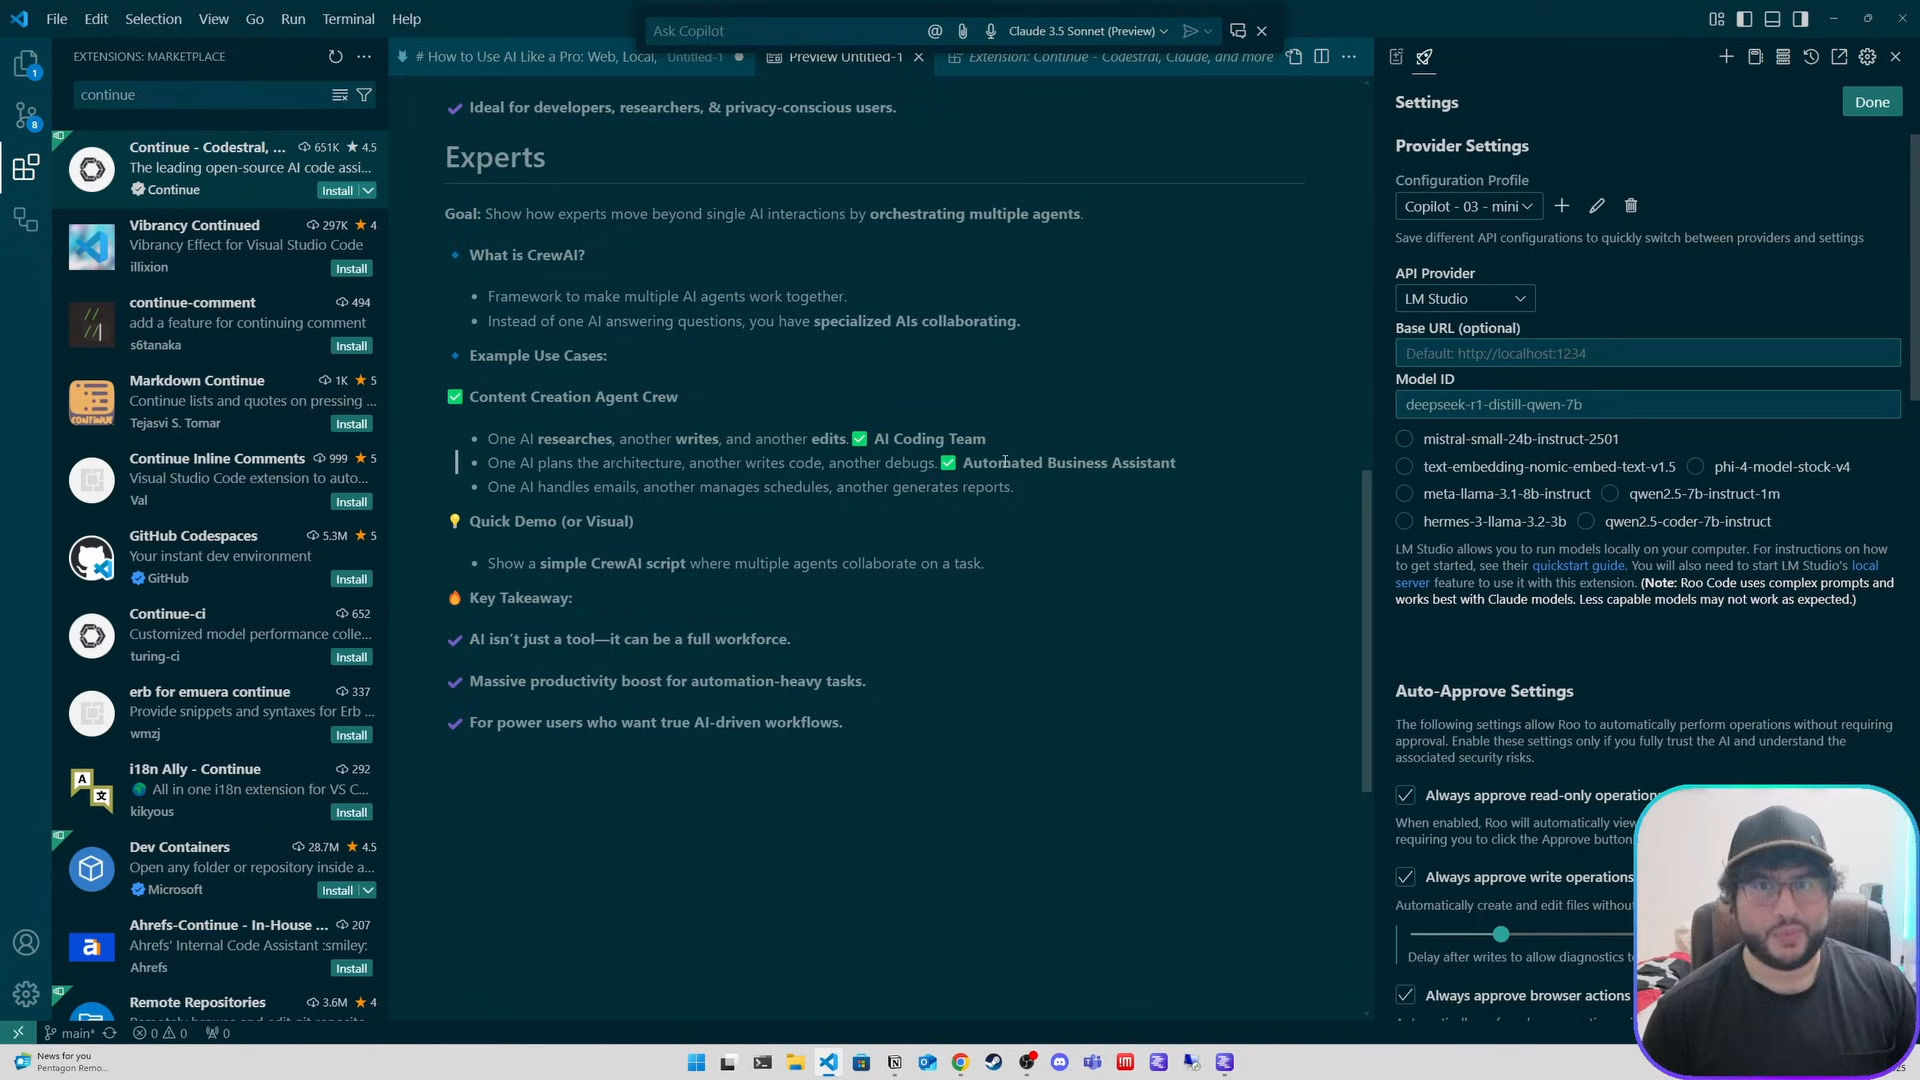 File Edit Selection View Go Run Terminal Help
Ask Copilot
Claude 3.5 Sonnet (Preview)
EXTENSIONS: MARKETPLACE
continue
1
8
Continue - Codestral, ... 651K 4.5
The leading open-source AI code assi...
Continue
Install
Vibrancy Continued 297K 4
Vibrancy Effect for Visual Studio Code
illixion
Install
continue-comment 494
add a feature for continuing comment
s6tanaka
Install
Markdown Continue 1K 5
Continue lists and quotes on pressing ...
Tejasvi S. Tomar
Install
Continue Inline Comments 999 5
Visual Studio Code extension to auto...
Val
Install
GitHub Codespaces 5.3M 5
Your instant dev environment
GitHub
Install
Continue-ci 652
Customized model performance colle...
turing-ci
Install
erb for emuera continue 337
Provide snippets and syntaxes for Erb ...
wmzj
Install
i18n Ally - Continue 292
All in one i18n extension for VS C...
kikyous
Install
Dev Containers 28.7M 4.5
Open any folder or repository inside a...
Microsoft
Install
Ahrefs-Continue - In-House ... 207
Ahrefs' Internal Code Assistant :smiley:
Ahrefs
Install
Remote Repositories 3.6M 4
# How to Use AI Like a Pro: Web, Local, Untitled-1
Preview Untitled-1
Extension: Continue - Codestral, Claude, and more
Ideal for developers, researchers, & privacy-conscious users.
Experts
Goal: Show how experts move beyond single AI interactions by orchestrating multiple agents.
What is CrewAI?
Framework to make multiple AI agents work together.
Instead of one AI answering questions, you have specialized AIs collaborating.
Example Use Cases:
Content Creation Agent Crew
One AI researches, another writes, and another edits. ✅ AI Coding Team
One AI plans the architecture, another writes code, another debugs. ✅ Automated Business Assistant
One AI handles emails, another manages schedules, another generates reports.
Quick Demo (or Visual)
Show a simple CrewAI script where multiple agents collaborate on a task.
Key Takeaway:
AI isn't just a tool—it can be a full workforce.
Massive productivity boost for automation-heavy tasks.
For power users who want true AI-driven workflows.
Settings
Done
Provider Settings
Configuration Profile
Copilot - 03 - mini
Save different API configurations to quickly switch between providers and settings
API Provider
LM Studio
Base URL (optional)
Default: http://localhost:1234
Model ID
deepseek-r1-distill-qwen-7b
mistral-small-24b-instruct-2501
text-embedding-nomic-embed-text-v1.5 phi-4-model-stock-v4
meta-llama-3.1-8b-instruct qwen2.5-7b-instruct-1m
hermes-3-llama-3.2-3b qwen2.5-coder-7b-instruct
LM Studio allows you to run models locally on your computer. For instructions on how
to get started, see their quickstart guide. You will also need to start LM Studio's local
server feature to use it with this extension. (Note: Roo Code uses complex prompts and
works best with Claude models. Less capable models may not work as expected.)
Auto-Approve Settings
The following settings allow Roo to automatically perform operations without requiring
approval. Enable these settings only if you fully trust the AI and understand the
associated security risks.
Always approve read-only operation
When enabled, Roo will automatically view
requiring you to click the Approve button
Always approve write operations
Automatically create and edit files withou
Delay after writes to allow diagnostics t
Always approve browser actions
main* 0 0 0
News for you
Pentagon Remo...